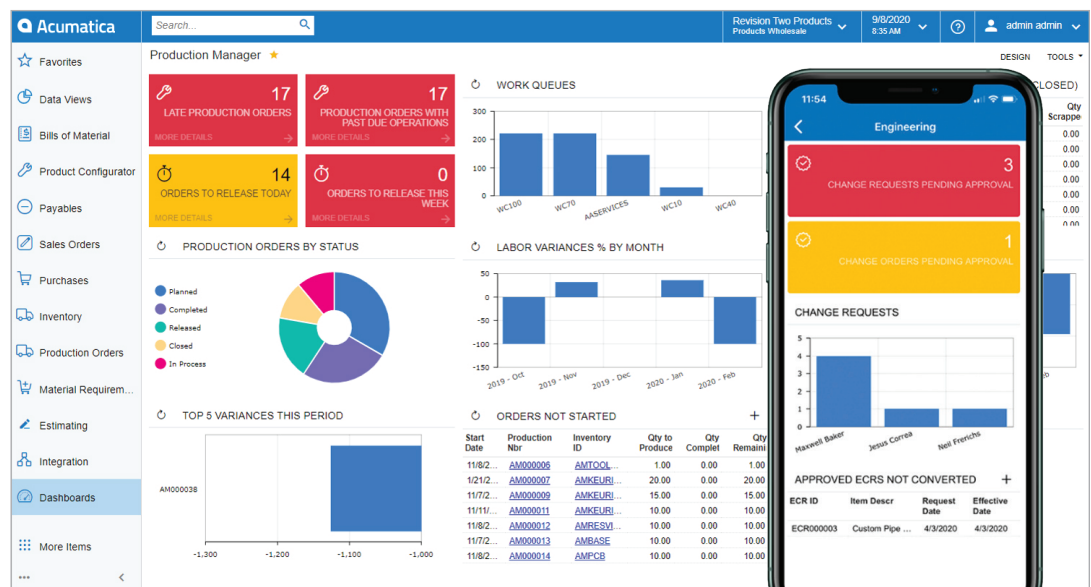 Acumatica
Search...
Revision Two Products
Products Wholesale
9/8/2020
8:35 AM
admin admin
Favorites
Data Views
Bills of Material
Product Configurator
Payables
Sales Orders
Purchases
Inventory
Production Orders
Material Requirem...
Estimating
Integration
Dashboards
More Items
Production Manager
DESIGN TOOLS
17
LATE PRODUCTION ORDERS
MORE DETAILS
17
PRODUCTION ORDERS WITH
PAST DUE OPERATIONS
MORE DETAILS
14
ORDERS TO RELEASE TODAY
MORE DETAILS
0
ORDERS TO RELEASE THIS
WEEK
MORE DETAILS
PRODUCTION ORDERS BY STATUS
Planned
Completed
Released
Closed
In Process
TOP 5 VARIANCES THIS PERIOD
AM000038
-1,300 -1,200 -1,100 -1,000
WORK QUEUES
300
200
100
0
WC100 WC70 AASERVICES WC10 WC40
LABOR VARIANCES % BY MONTH
50
0
-50
-100
-150
2019 - Oct 2019 - Nov 2019 - Dec 2020 - Jan 2020 - Feb
ORDERS NOT STARTED
Start Date Production Nbr Inventory ID Qty to Produce Qty Complet Qty Remaini
11/8/2... AM000006 AMTOOL... 1.00 0.00 1.00
1/21/2... AM000007 AMKEURI... 20.00 0.00 20.00
11/7/2... AM000009 AMKEURI... 15.00 0.00 15.00
11/11/... AM000011 AMKEURI... 10.00 0.00 10.00
11/8/2... AM000012 AMRESVI... 10.00 0.00 10.00
11/7/2... AM000013 AMBASE 10.00 0.00 10.00
11/8/2... AM000014 AMPCB 10.00 0.00 10.00
CLOSED)
Qty
Scrappe
0.00
0.00
0.00
0.00
0.00
0.00
0.00
11:54
Engineering
3
CHANGE REQUESTS PENDING APPROVAL
1
CHANGE ORDERS PENDING APPROVAL
CHANGE REQUESTS
5
4
3
2
1
0
Maxwell Baker Jesus Correa Neil Frerichs
APPROVED ECRS NOT CONVERTED
ECR ID Item Descr Request Date Effective Date
ECR000003 Custom Pipe ... 4/3/2020 4/3/2020